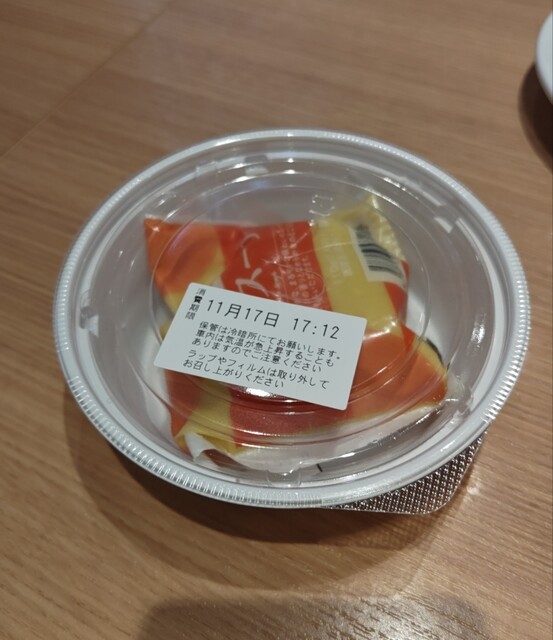 スー
消費期限
11月17日 17:12
保管は冷暗所にてお願いします。
車内は気温が急上昇することも
ありますのでご注意ください
ラップやフィルムは取り外して
お召し上がりください